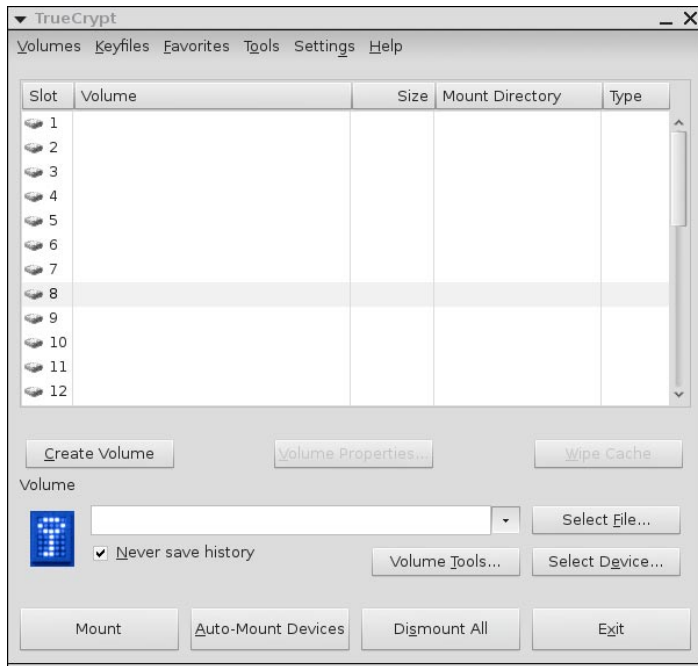 TrueCrypt
Volumes Keyfiles Favorites Tools Settings Help
Slot Volume Size Mount Directory Type
1
2
3
4
5
6
7
8
9
10
11
12
Create Volume Volume Properties... Wipe Cache
Volume
Select File...
Never save history
Volume Tools... Select Device...
Mount Auto-Mount Devices Dismount All Exit